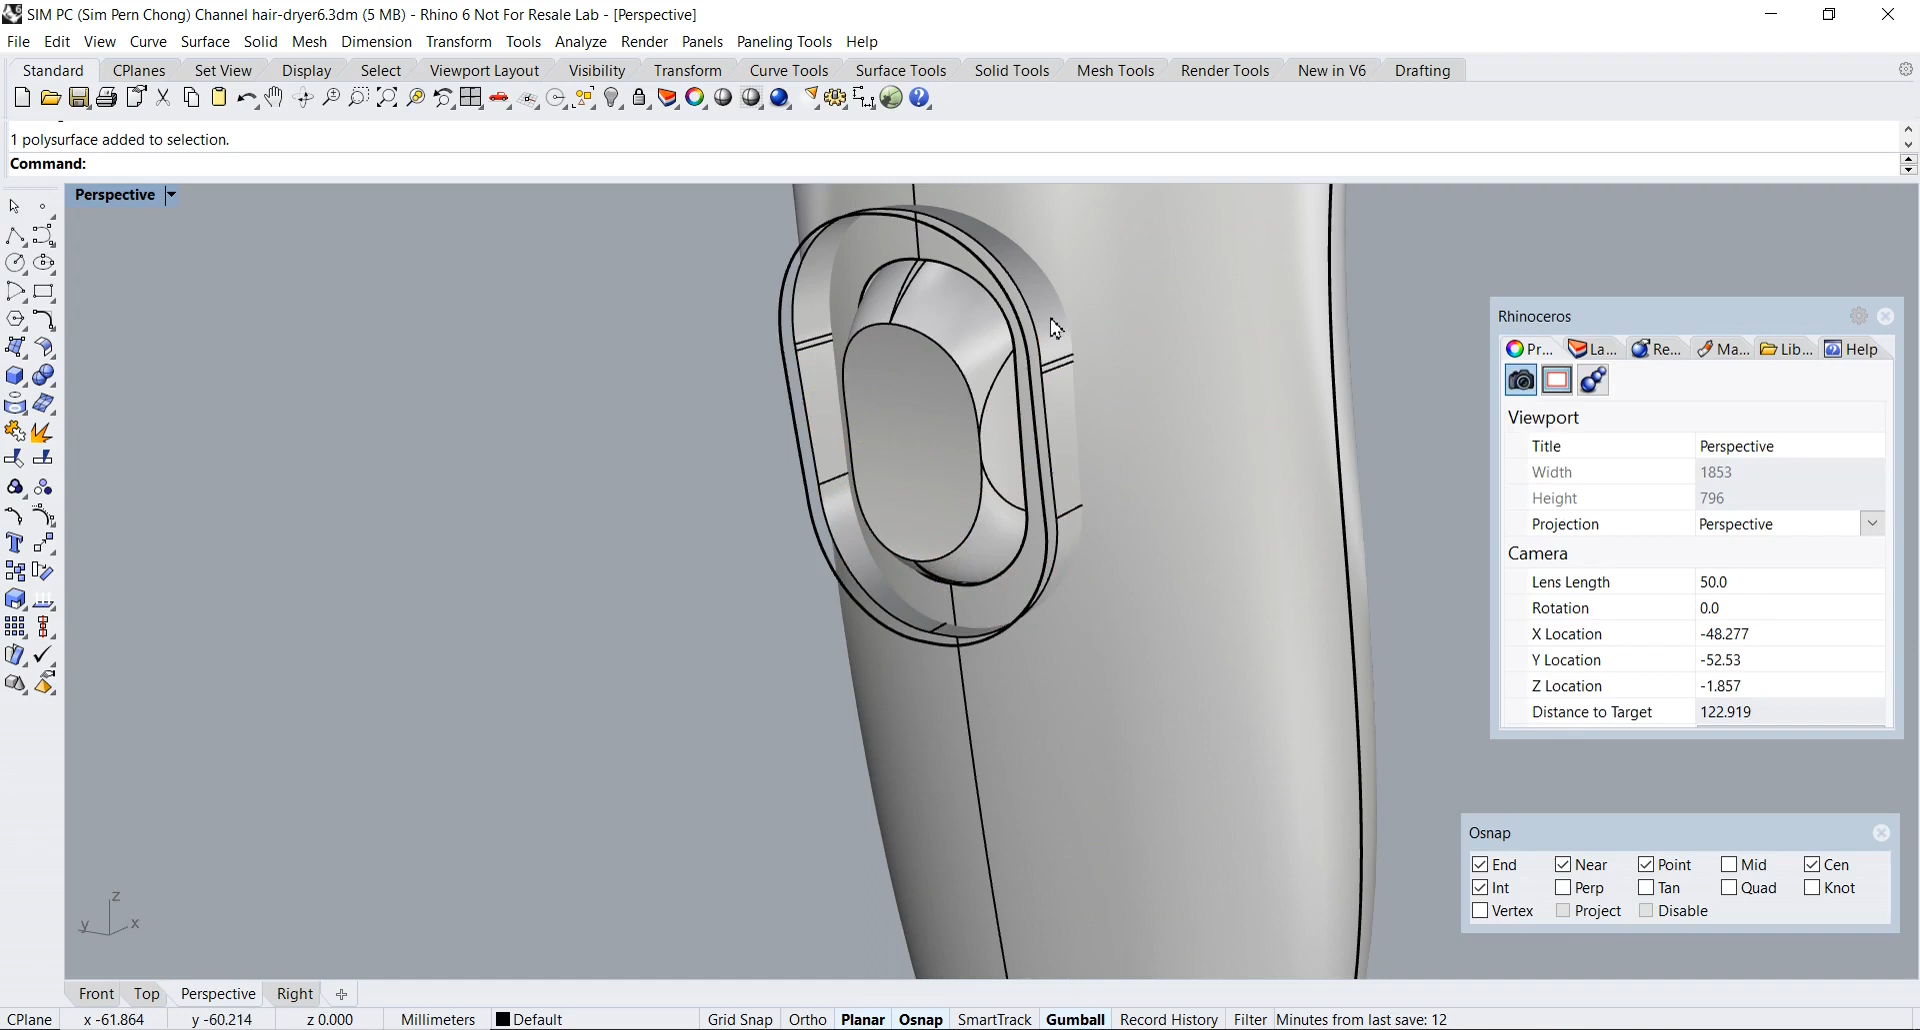 SIM PC (Sim Pern Chong) Channel hair-dryer6.3dm (5 MB) - Rhino 6 Not For Resale Lab - [Perspective]
File Edit View Curve Surface Solid Mesh Dimension Transform Tools Analyze Render Panels Paneling Tools Help
Standard CPlanes Set View Display Select Viewport Layout Visibility Transform Curve Tools Surface Tools Solid Tools Mesh Tools Render Tools New in V6 Drafting
1 polysurface added to selection.
Command:
Perspective
Rhinoceros
Pr... La... Re... Ma... Lib... Help
Viewport
Title Perspective
Width 1853
Height 796
Projection Perspective
Camera
Lens Length 50.0
Rotation 0.0
X Location -48.277
Y Location -52.53
Z Location -1.857
Distance to Target 122.919
Osnap
End Near Point Mid Cen
Int Perp Tan Quad Knot
Vertex Project Disable
z
y x
Front Top Perspective Right
CPlane x -61.864 y -60.214 z 0.000 Millimeters Default Grid Snap Ortho Planar Osnap SmartTrack Gumball Record History Filter Minutes from last save: 12